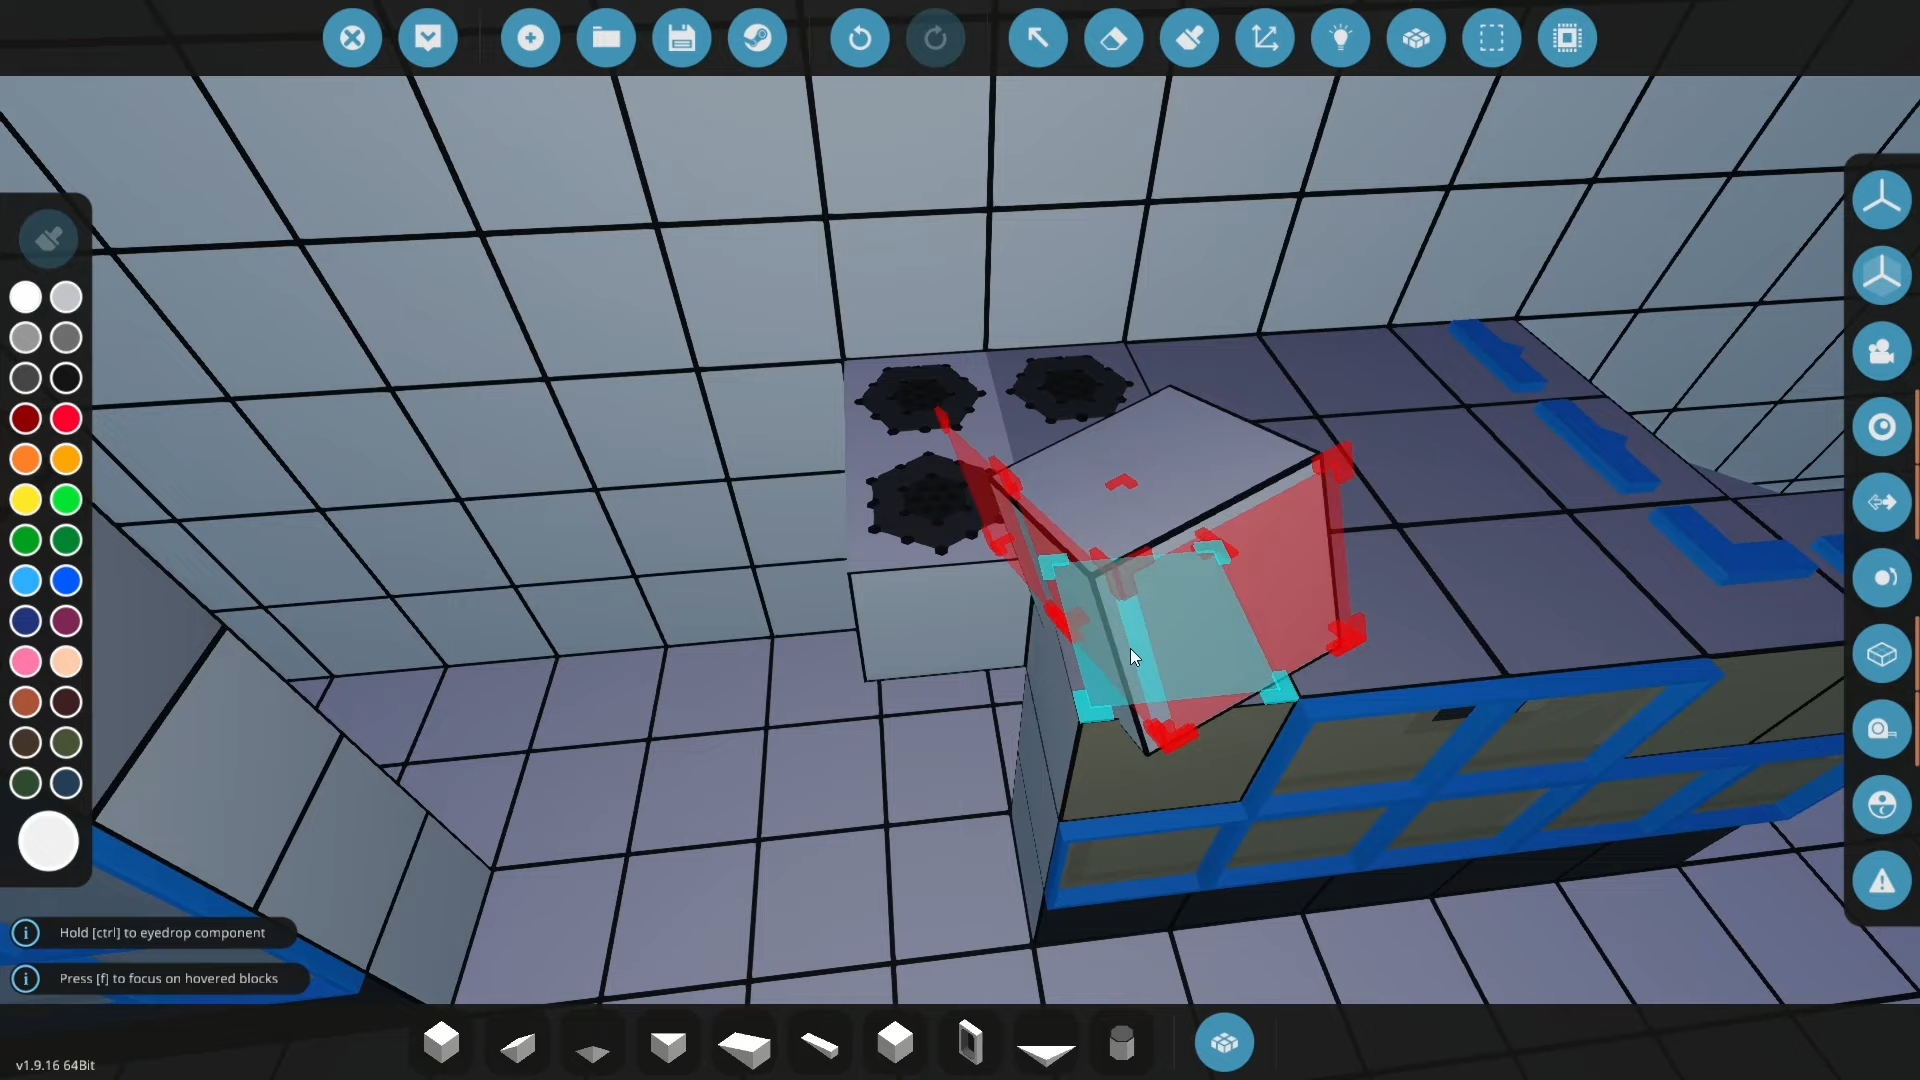 Hold [ctrl] to eyedrop component
Press [f] to focus on hovered blocks
v1.9.16 64Bit